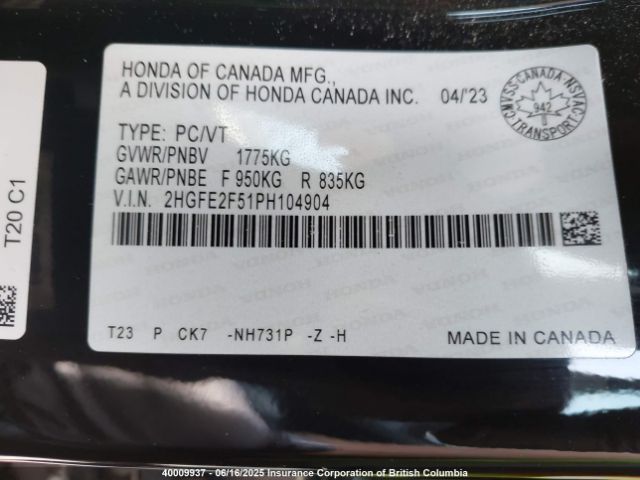 HONDA OF CANADA MFG.,
A DIVISION OF HONDA CANADA INC. 04/'23
CMVSS-CANADA-NSVAC
942
TRANSPORT
TYPE: PC/VT
GVWR/PNBV 1775KG
GAWR/PNBE F 950KG R 835KG
V.I.N. 2HGFE2F51PH104904
T23 P CK7 -NH731P -Z -H
MADE IN CANADA
T20 C1
40009937 - 06/16/2025 Insurance Corporation of British Columbia